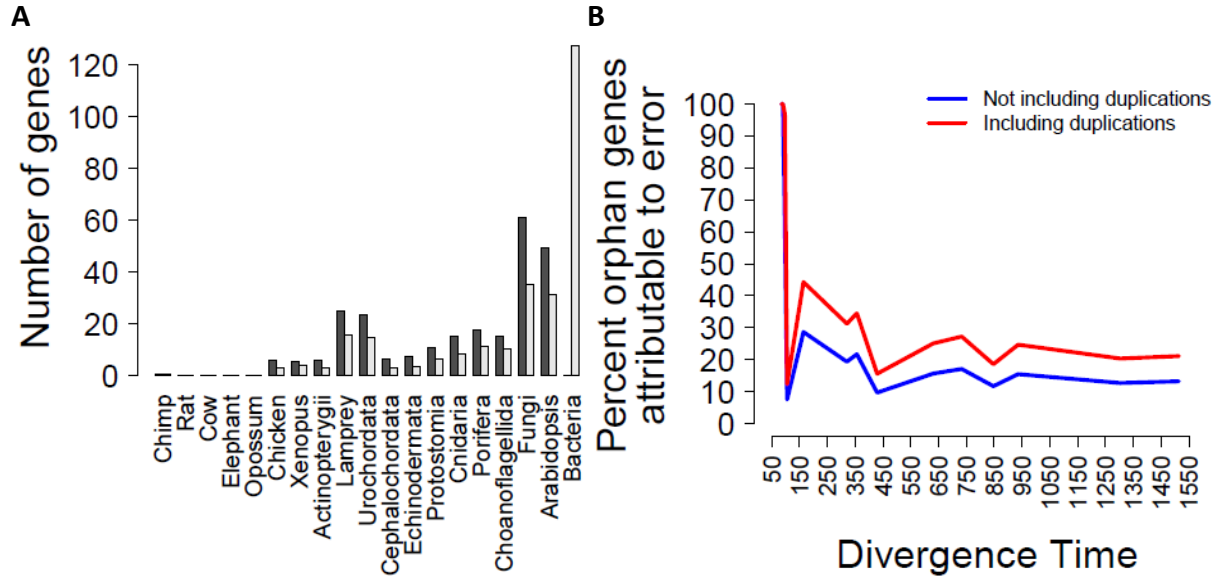 A
Number of genes
120
100
80
60
40
20
0
Chimp
Rat
Cow
Elephant
Opossum
Chicken
Xenopus
Actinopterygii
Lamprey
Urochordata
Cephalochordata
Echinodermata
Protostomia
Cnidaria
Porifera
Choanoflagellida
Fungi
Arabidopsis
Bacteria
B
Percent orphan genes
attributable to error
100
90
80
70
60
50
40
30
20
10
0
Not including duplications
Including duplications
50
150
250
350
450
550
650
750
850
950
1050
1150
1250
1350
1450
1550
Divergence Time